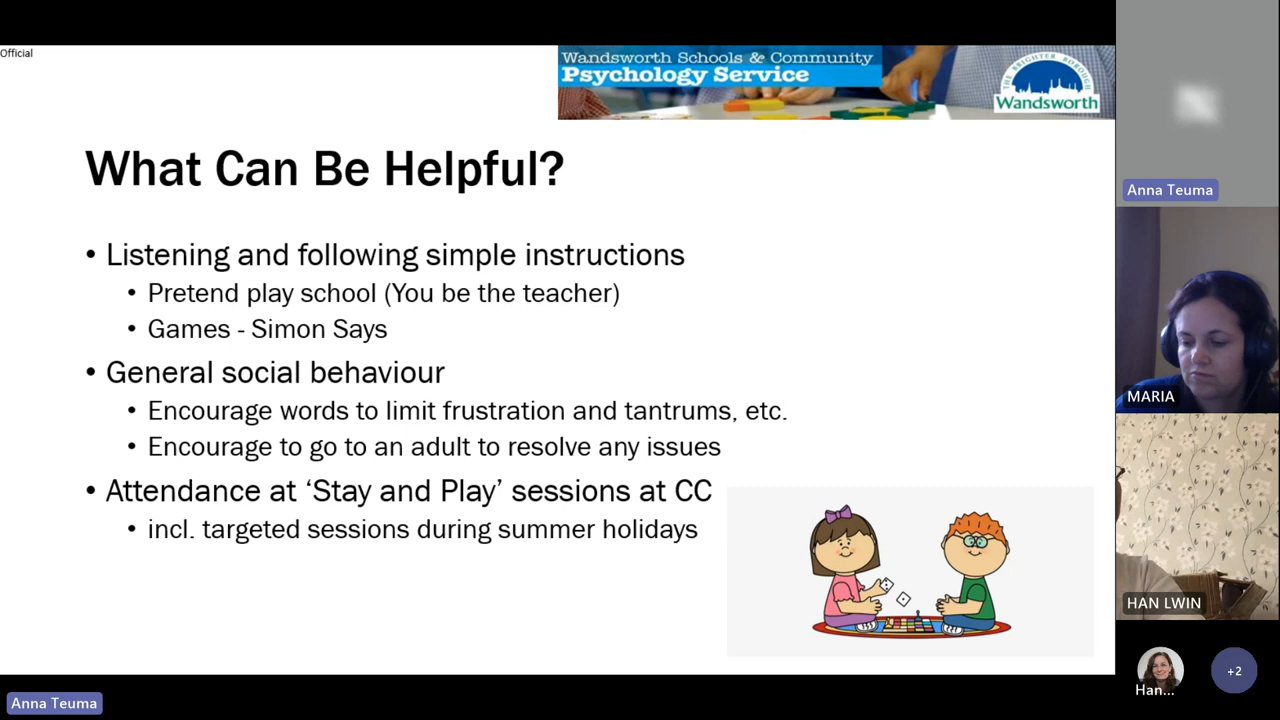 Official
Wandsworth Schools & Community
Psychology Service
THE BRIGHTER BOROUGH
Wandsworth
What Can Be Helpful?
• Listening and following simple instructions
• Pretend play school (You be the teacher)
• Games - Simon Says
• General social behaviour
• Encourage words to limit frustration and tantrums, etc.
• Encourage to go to an adult to resolve any issues
• Attendance at ‘Stay and Play’ sessions at CC
• incl. targeted sessions during summer holidays
Anna Teuma
MARIA
HAN LWIN
Han...
+2
Anna Teuma